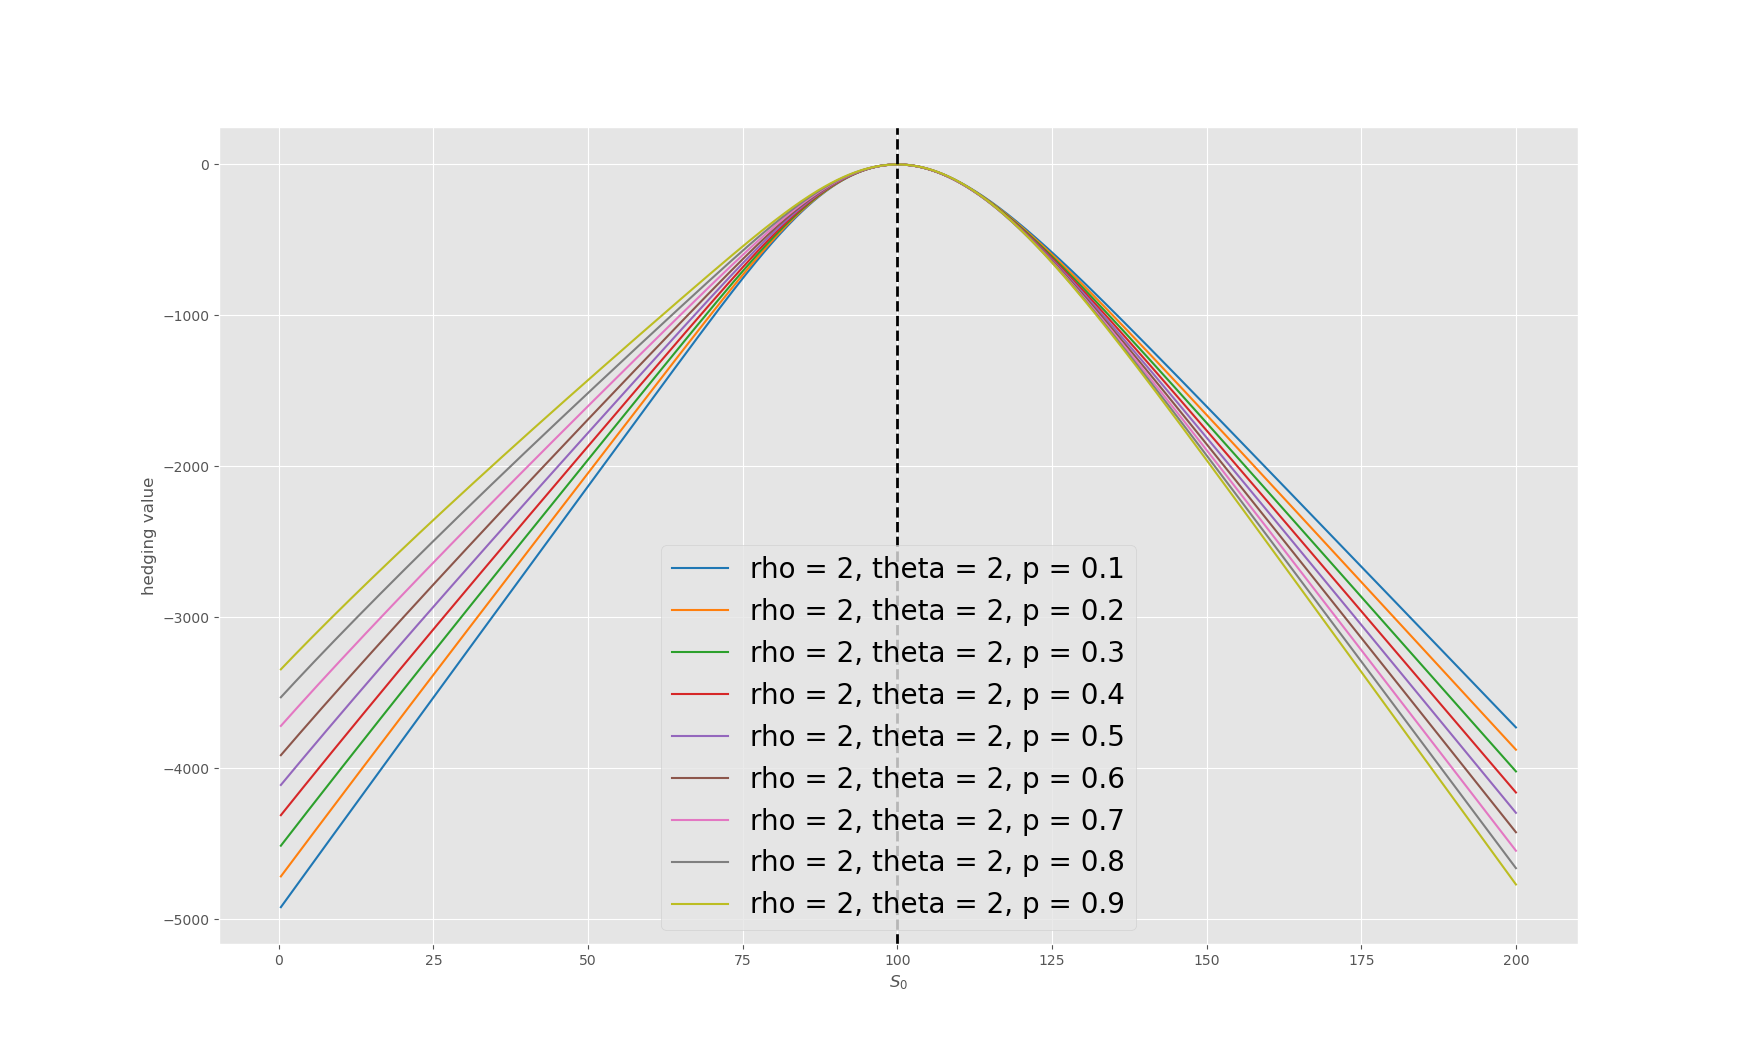 0
−1000
−2000
−3000
−4000
−5000
hedging value
rho = 2, theta = 2, p = 0.1
rho = 2, theta = 2, p = 0.2
rho = 2, theta = 2, p = 0.3
rho = 2, theta = 2, p = 0.4
rho = 2, theta = 2, p = 0.5
rho = 2, theta = 2, p = 0.6
rho = 2, theta = 2, p = 0.7
rho = 2, theta = 2, p = 0.8
rho = 2, theta = 2, p = 0.9
0 25 50 75 100 125 150 175 200
S₀